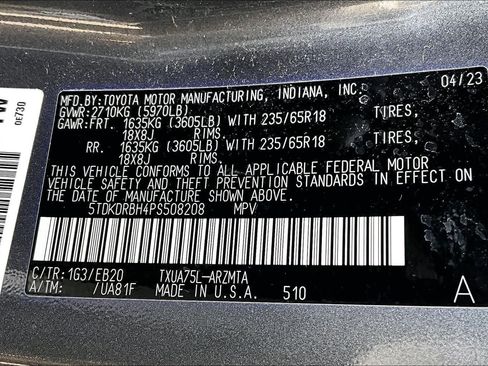 MFD.BY:TOYOTA MOTOR MANUFACTURING, INDIANA, INC. 04/23
GVWR:2710KG (5970LB)
GAWR:FRT. 1635KG (3605LB) WITH 235/65R18 TIRES,
18X8J RIMS.
RR. 1635KG (3605LB) WITH 235/65R18 TIRES,
18X8J RIMS.
THIS VEHICLE CONFORMS TO ALL APPLICABLE FEDERAL MOTOR
VEHICLE SAFETY AND THEFT PREVENTION STANDARDS IN EFFECT ON
THE DATE OF MANUFACTURE SHOWN ABOVE.
5TDKDRBH4PS508208 MPV
C/TR:1G3/EB20 TXUA75L-ARZMTA
A/TM: /UA81F MADE IN U.S.A. 510 A
0E730